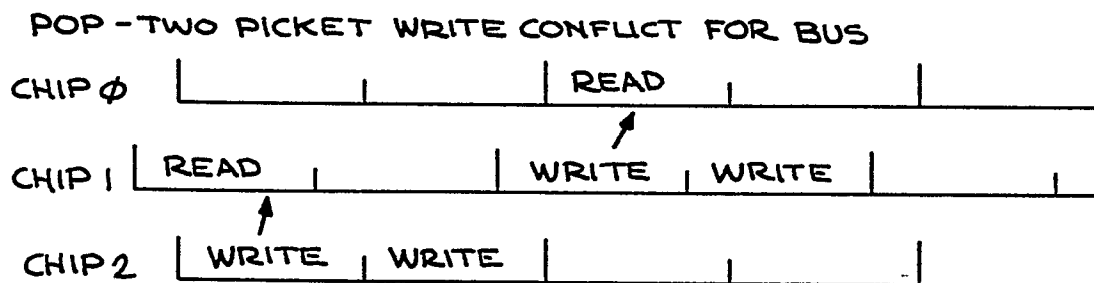 POP-TWO PICKET WRITE CONFLICT FOR BUS
CHIP φ READ
CHIP 1 READ WRITE WRITE
CHIP 2 WRITE WRITE